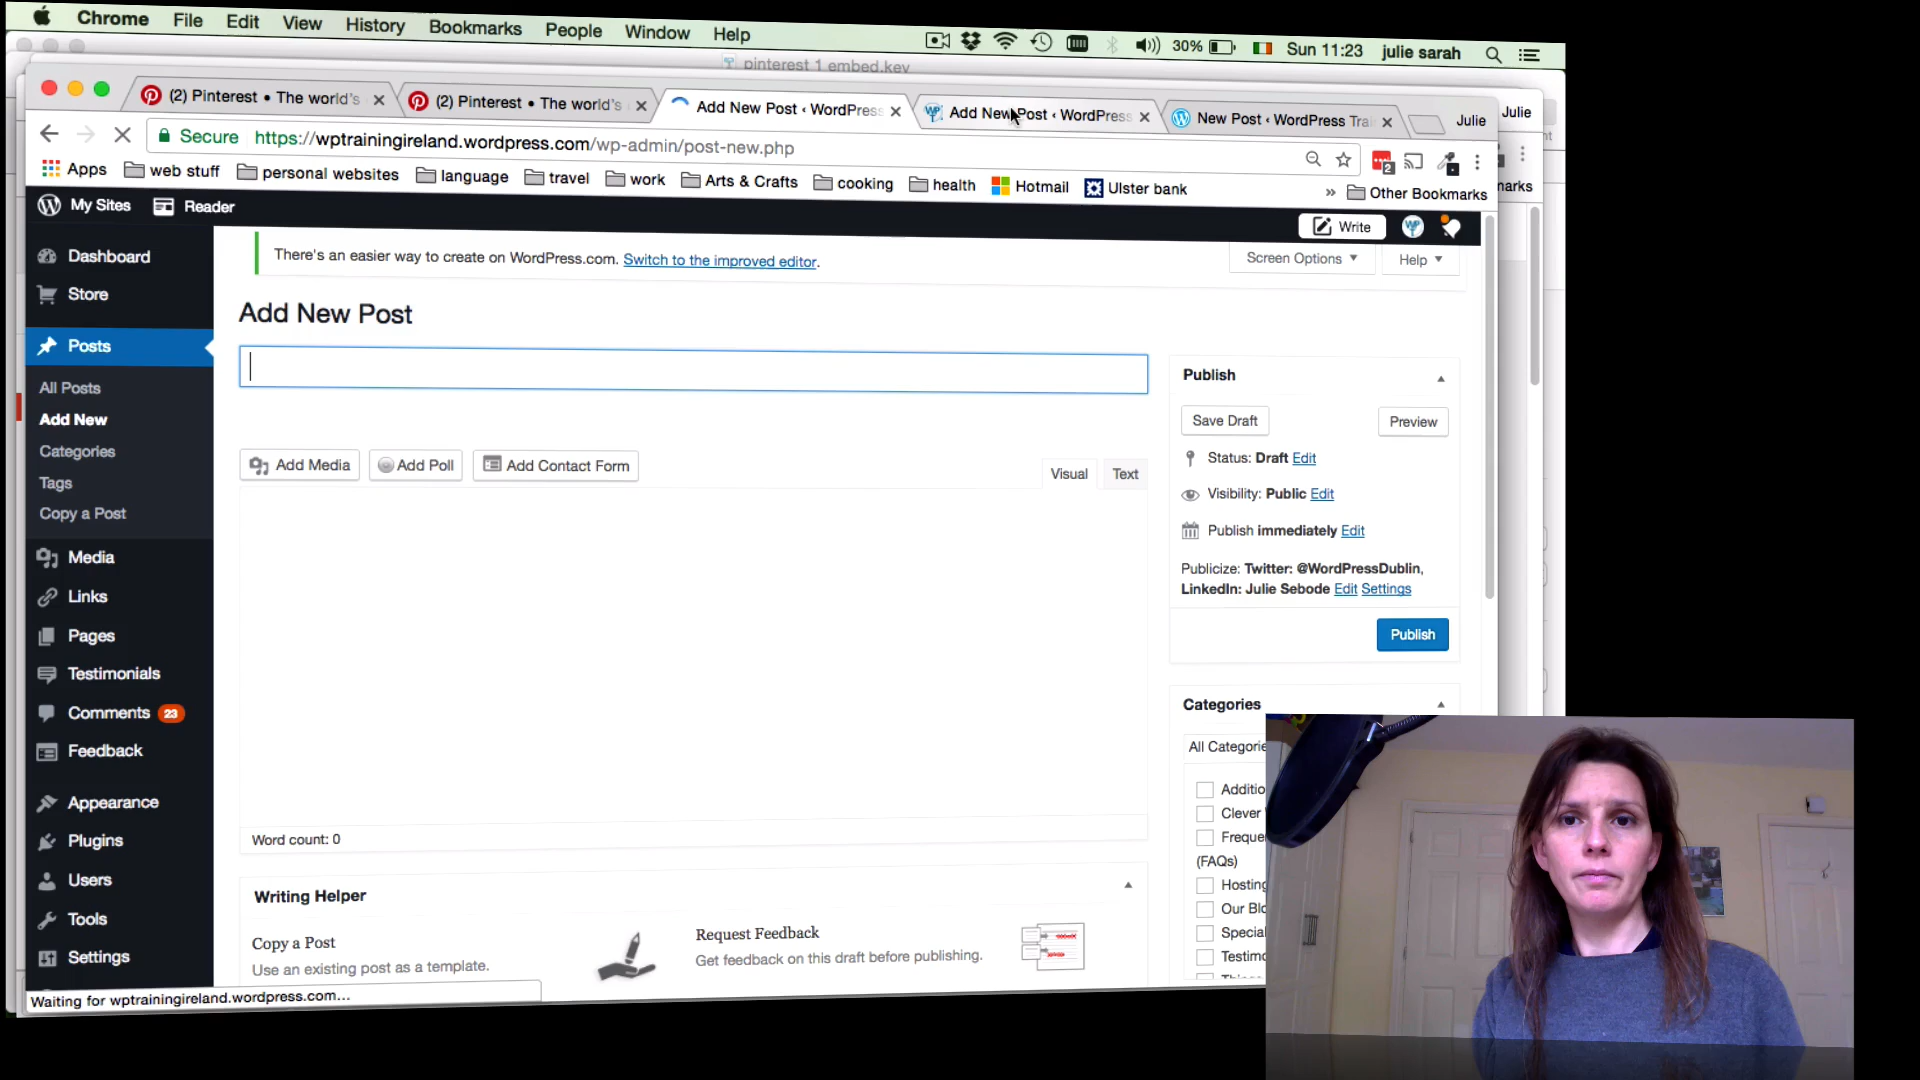 Chrome File Edit View History Bookmarks People Window Help 30% Sun 11:23 julie sarah
pinterest 1 embed.key
(2) Pinterest • The world's (2) Pinterest • The world's Add New Post ‹ WordPress Add New Post ‹ WordPress New Post ‹ WordPress Trai Julie Julie
Secure https://wptrainingireland.wordpress.com/wp-admin/post-new.php 2
Apps web stuff personal websites language travel work Arts & Crafts cooking health Hotmail Ulster bank » Other Bookmarks
My Sites Reader Write
There's an easier way to create on WordPress.com. Switch to the improved editor. Screen Options Help
Dashboard
Store
Posts
All Posts
Add New
Categories
Tags
Copy a Post
Media
Links
Pages
Testimonials
Comments 23
Feedback
Appearance
Plugins
Users
Tools
Settings
Add New Post
Add Media Add Poll Add Contact Form Visual Text
Word count: 0
Writing Helper
Copy a Post
Use an existing post as a template.
Request Feedback
Get feedback on this draft before publishing.
Publish
Save Draft Preview
Status: Draft Edit
Visibility: Public Edit
Publish immediately Edit
Publicize: Twitter: @WordPressDublin,
LinkedIn: Julie Sebode Edit Settings
Publish
Categories
All Categorie
Additio
Clever
Freque
(FAQs)
Hosting
Our Blo
Special
Testimo
Waiting for wptrainingireland.wordpress.com...